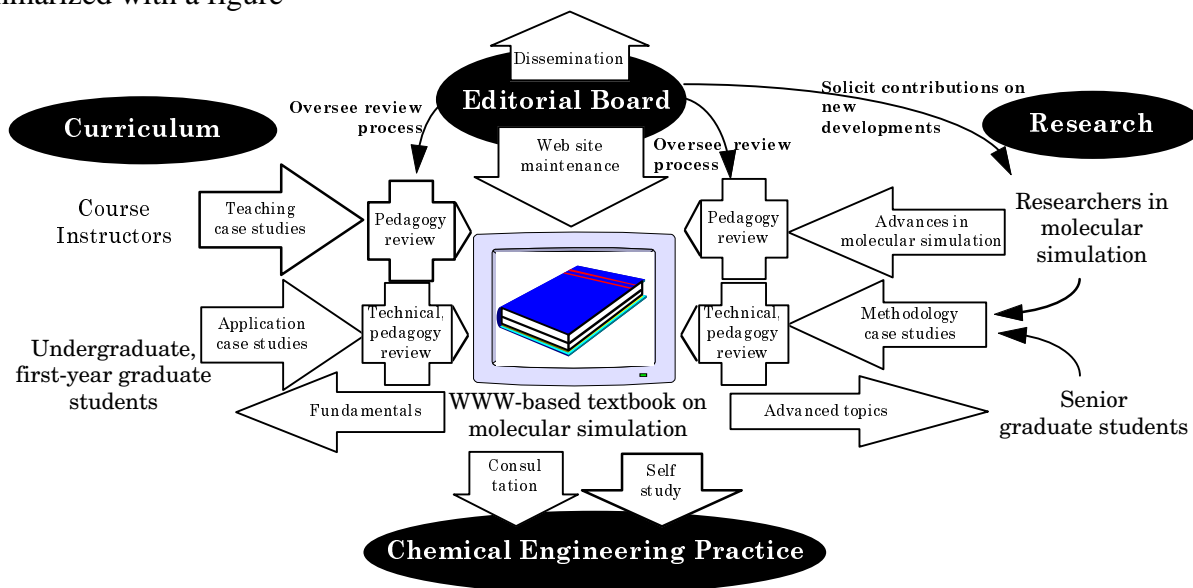 summarized with a figure
Dissemination
Editorial Board
Curriculum
Research
Oversee review
process
Solicit contributions on
new
developments
Web site
maintenance
Oversee review
process
Course
Instructors
Teaching
case studies
Pedagogy
review
Pedagogy
review
Advances in
molecular simulation
Researchers in
molecular
simulation
Application
case studies
Technical,
pedagogy
review
Technical,
pedagogy
review
Methodology
case studies
Undergraduate,
first-year graduate
students
Fundamentals
WWW-based textbook on
molecular simulation
Advanced topics
Senior
graduate students
Consul
tation
Self
study
Chemical Engineering Practice